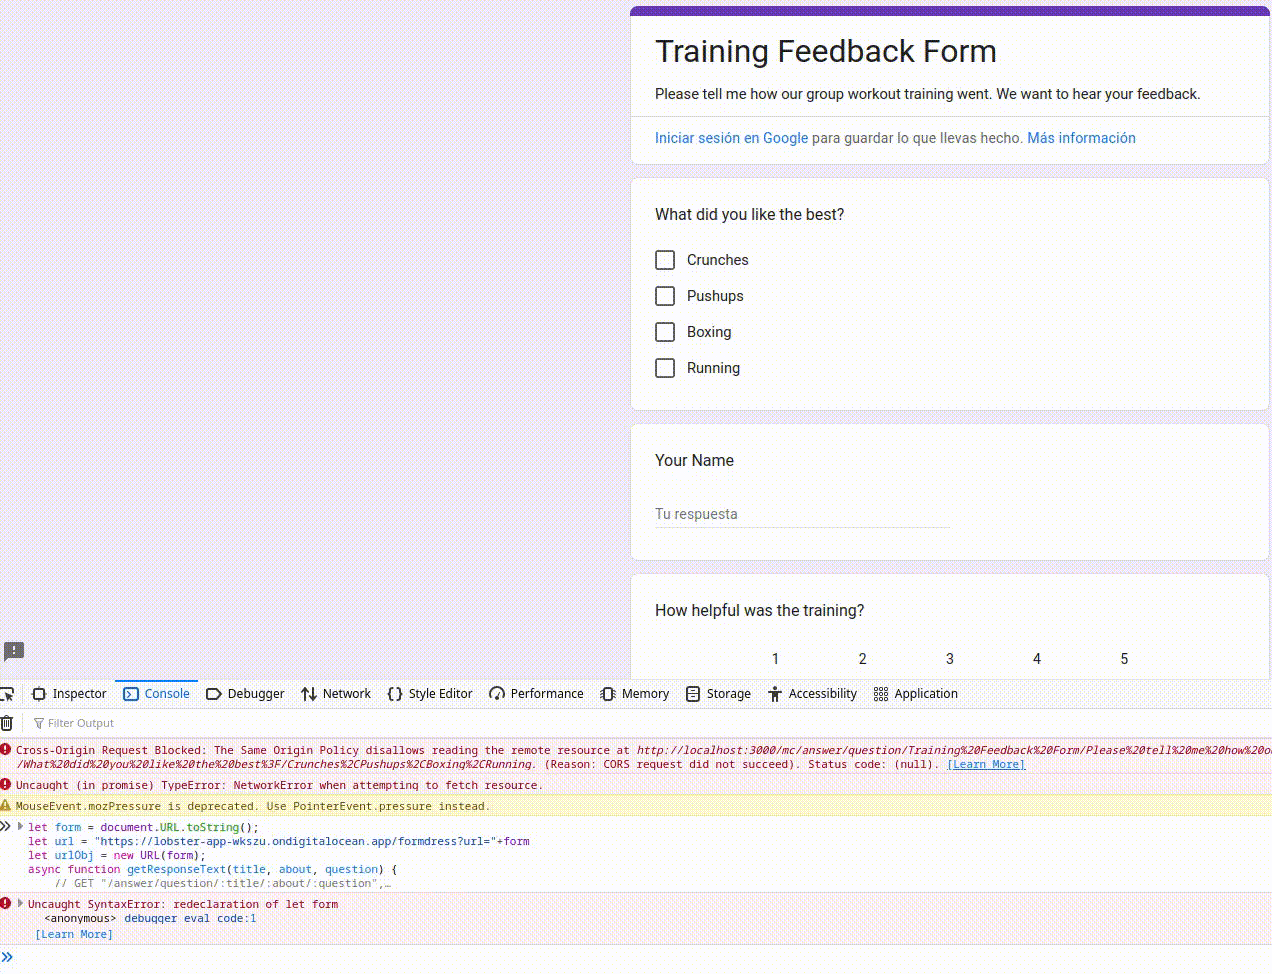 Training Feedback Form
Please tell me how our group workout training went. We want to hear your feedback.
Iniciar sesión en Google para guardar lo que llevas hecho. Más información
What did you like the best?
Crunches
Pushups
Boxing
Running
Your Name
Tu respuesta
How helpful was the training?
1 2 3 4 5
Inspector Console Debugger Network Style Editor Performance Memory Storage Accessibility Application
Filter Output
Cross-Origin Request Blocked: The Same Origin Policy disallows reading the remote resource at http://localhost:3000/mc/answer/question/Training%20Feedback%20Form/Please%20tell%20me%20how%20o
/What%20did%20you%20like%20the%20best%3F/Crunches%2CPushups%2CBoxing%2CRunning. (Reason: CORS request did not succeed). Status code: (null). [Learn More]
Uncaught (in promise) TypeError: NetworkError when attempting to fetch resource.
MouseEvent.mozPressure is deprecated. Use PointerEvent.pressure instead.
let form = document.URL.toString();
let url = "https://lobster-app-wkszu.ondigitalocean.app/formdress?url="+form
let urlObj = new URL(form);
async function getResponseText(title, about, question) {
// GET "/answer/question/:title/:about/:question",…
Uncaught SyntaxError: redeclaration of let form
<anonymous> debugger eval code:1
[Learn More]